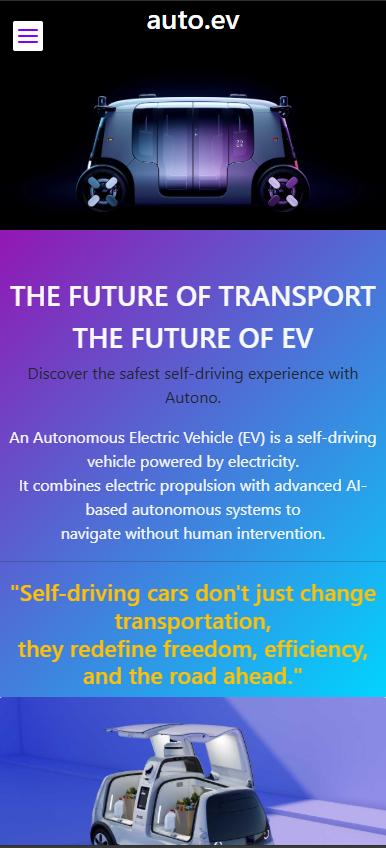 auto.ev
THE FUTURE OF TRANSPORT
THE FUTURE OF EV
Discover the safest self-driving experience with
Autono.
An Autonomous Electric Vehicle (EV) is a self-driving
vehicle powered by electricity.
It combines electric propulsion with advanced AI-
based autonomous systems to
navigate without human intervention.
"Self-driving cars don't just change
transportation,
they redefine freedom, efficiency,
and the road ahead."